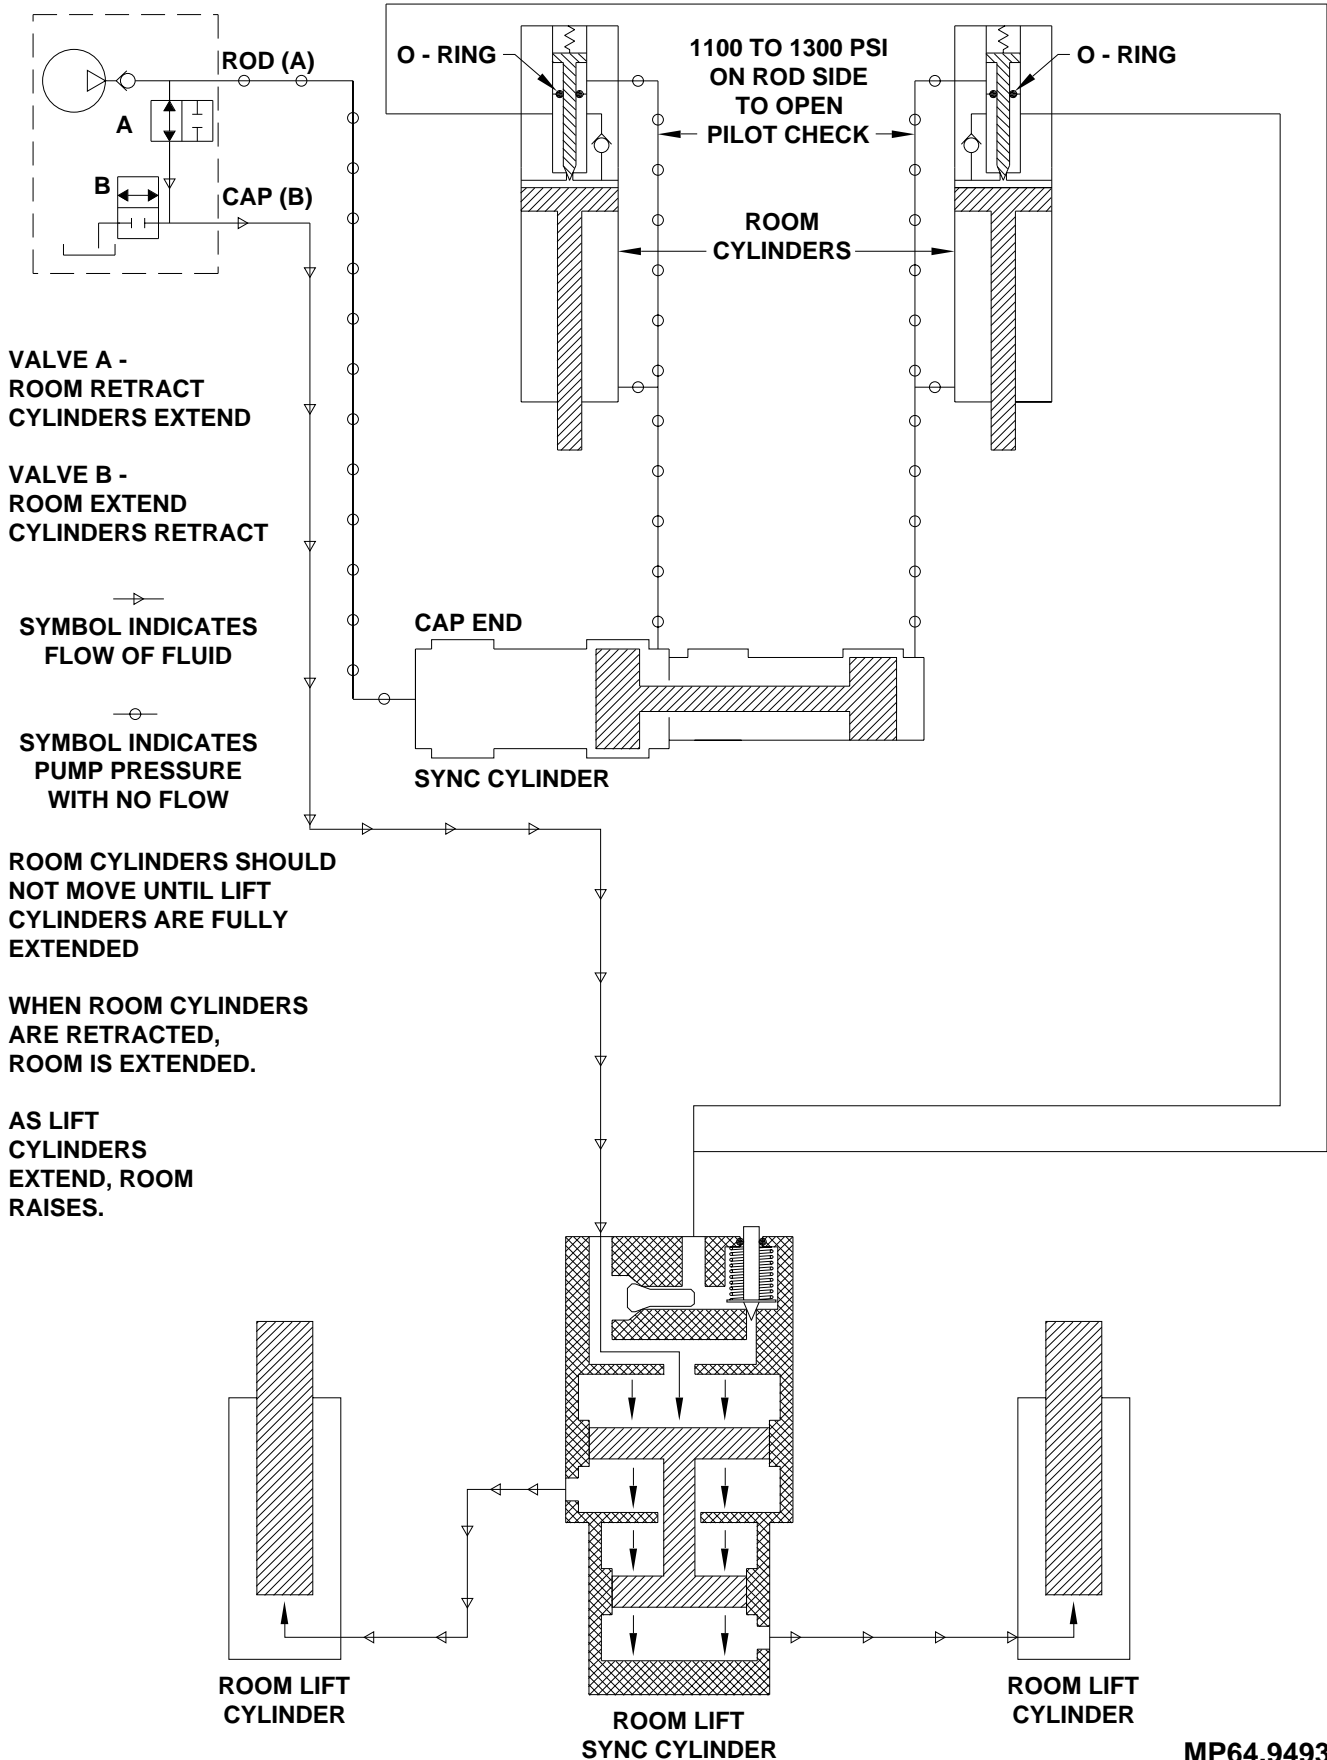 ROD (A)
A
B
CAP (B)
O - RING
1100 TO 1300 PSI
ON ROD SIDE
TO OPEN
PILOT CHECK
O - RING
ROOM
CYLINDERS
VALVE A -
ROOM RETRACT
CYLINDERS EXTEND
VALVE B -
ROOM EXTEND
CYLINDERS RETRACT
SYMBOL INDICATES
FLOW OF FLUID
SYMBOL INDICATES
PUMP PRESSURE
WITH NO FLOW
CAP END
SYNC CYLINDER
ROOM CYLINDERS SHOULD
NOT MOVE UNTIL LIFT
CYLINDERS ARE FULLY
EXTENDED
WHEN ROOM CYLINDERS
ARE RETRACTED,
ROOM IS EXTENDED.
AS LIFT
CYLINDERS
EXTEND, ROOM
RAISES.
ROOM LIFT
CYLINDER
ROOM LIFT
SYNC CYLINDER
ROOM LIFT
CYLINDER
MP64.9493